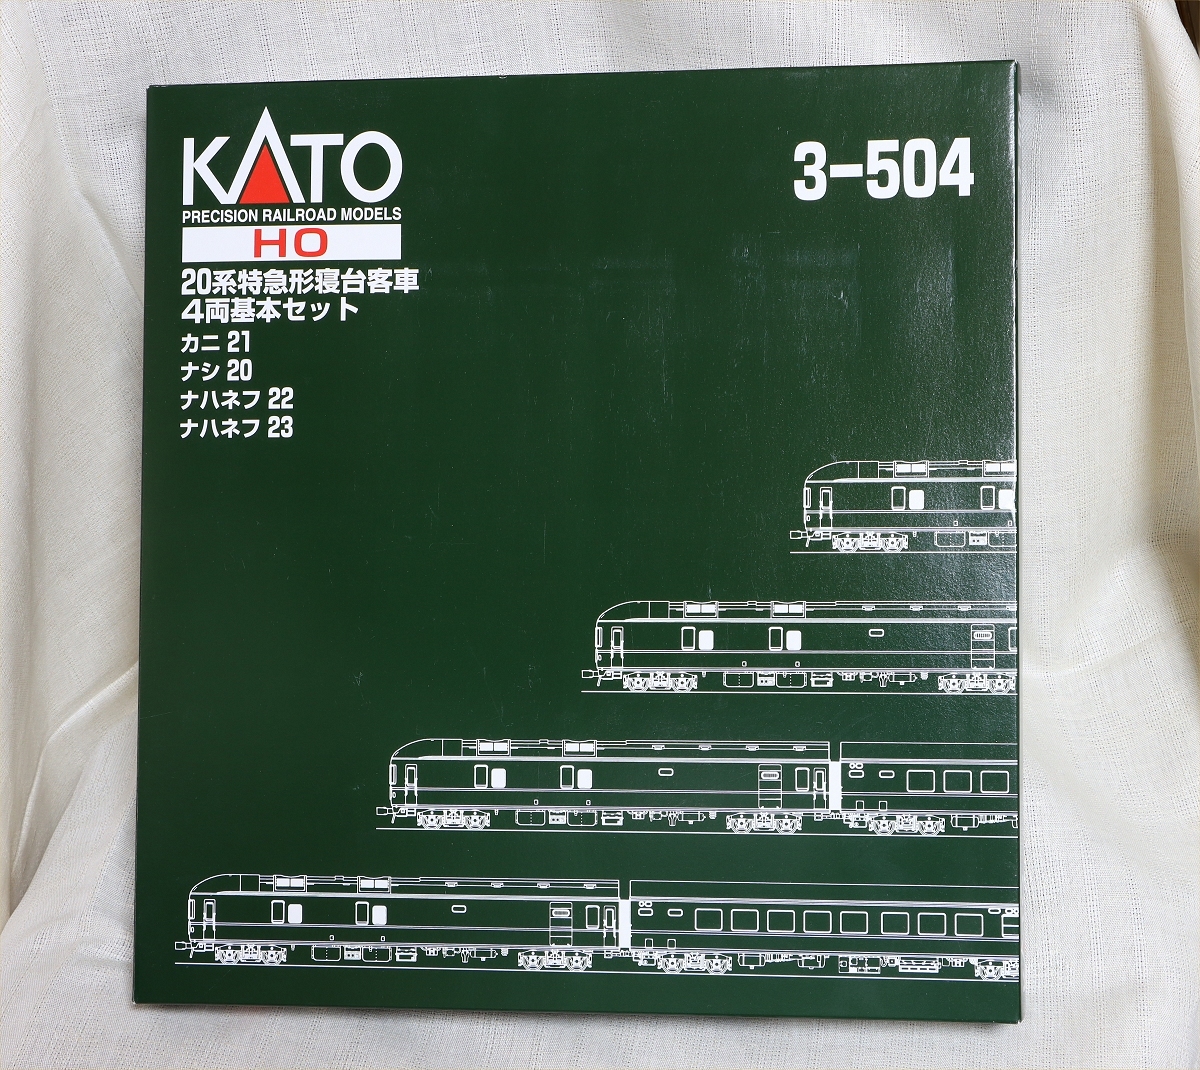 KATO
PRECISION RAILROAD MODELS
HO
3-504
20系特急形寝台客車
4両基本セット
カニ 21
ナシ 20
ナハネフ 22
ナハネフ 23